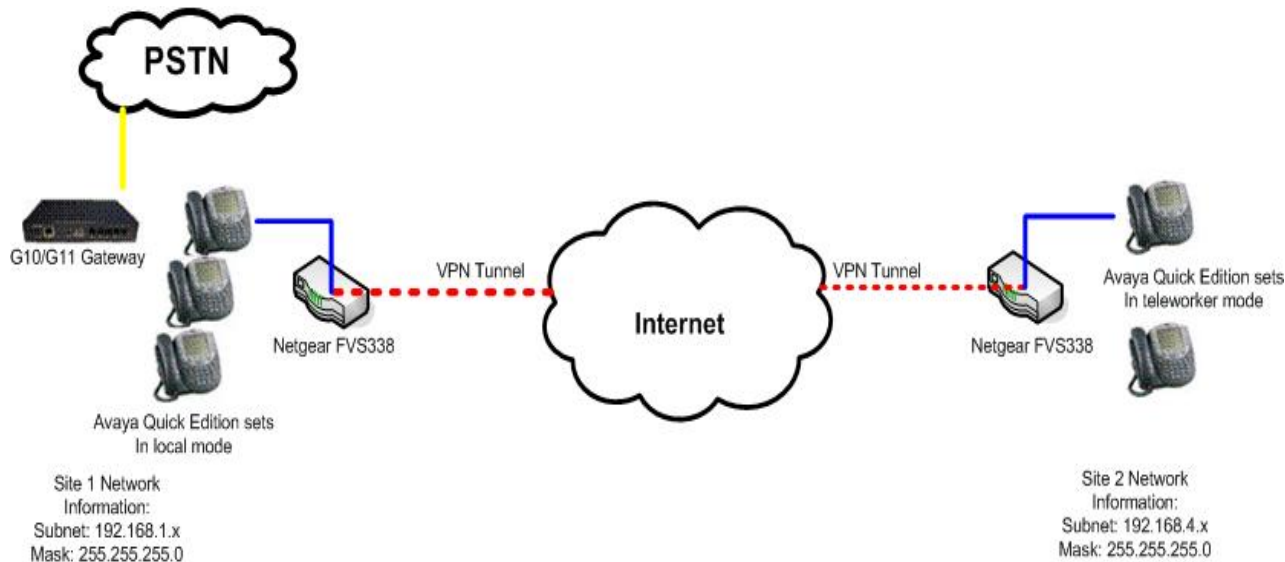 PSTN
G10/G11 Gateway
Avaya Quick Edition sets
In local mode
Site 1 Network
Information:
Subnet: 192.168.1.x
Mask: 255.255.255.0
Netgear FVS338
VPN Tunnel
Internet
VPN Tunnel
Netgear FVS338
Avaya Quick Edition sets
In teleworker mode
Site 2 Network
Information:
Subnet: 192.168.4.x
Mask: 255.255.255.0